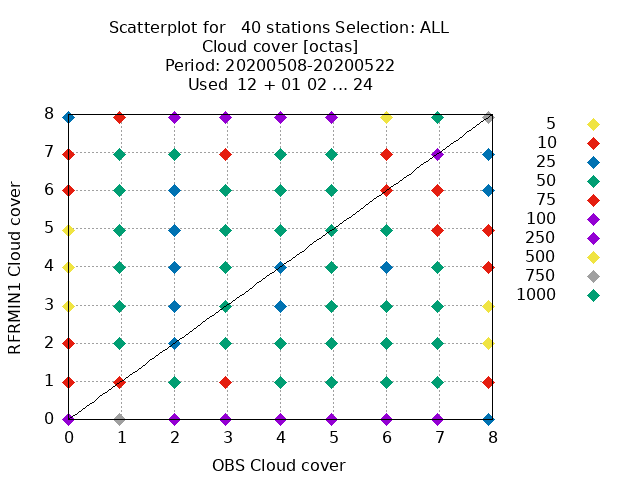 Scatterplot for   40 stations Selection: ALL
Cloud cover [octas]
Period: 20200508-20200522
Used  12 + 01 02 ... 24
8
7
6
5
4
3
2
1
0
RFRMIN1 Cloud cover
0 1 2 3 4 5 6 7 8
OBS Cloud cover
5
10
25
50
75
100
250
500
750
1000